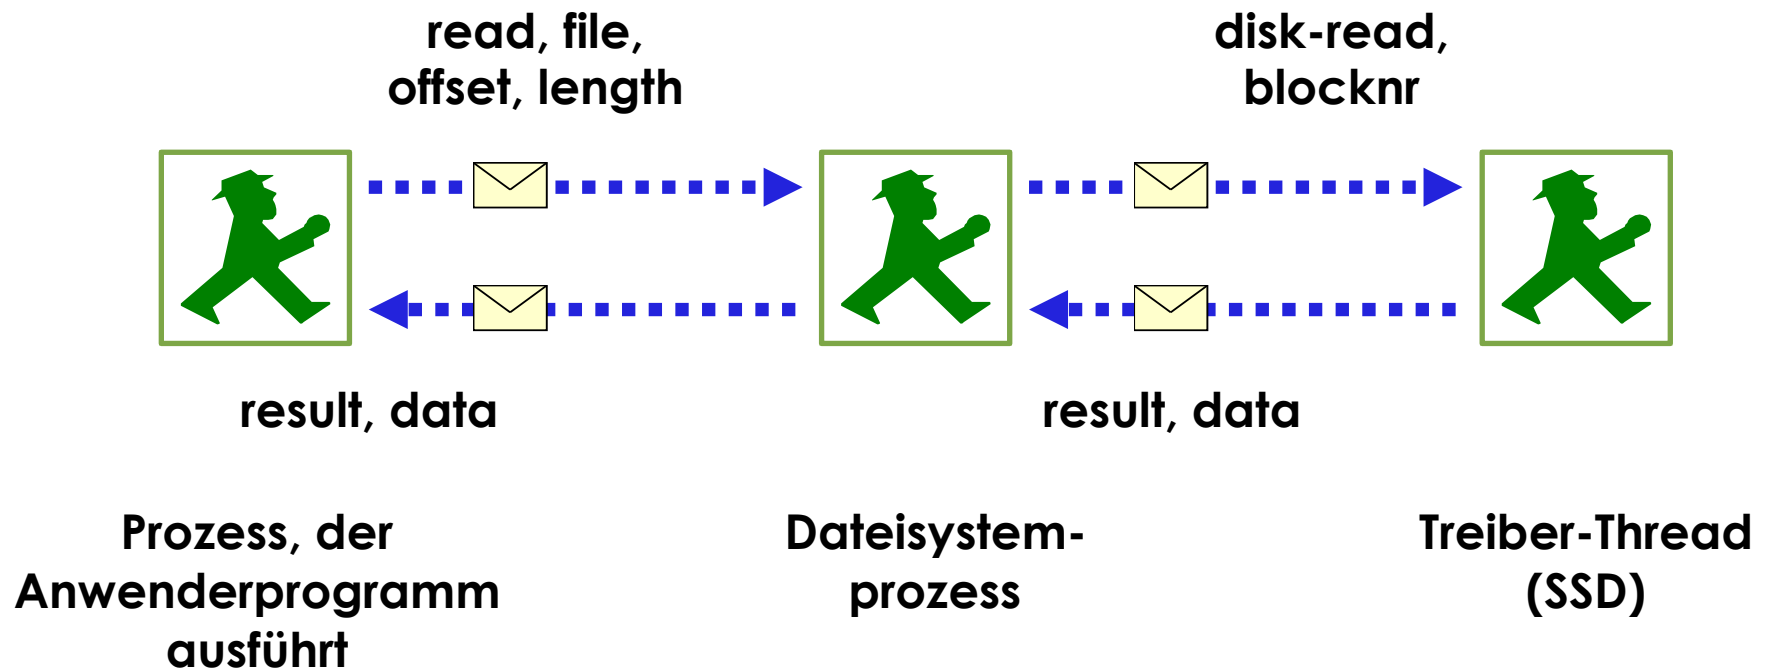 read, file,
offset, length
disk-read,
blocknr
result, data
result, data
Prozess, der
Anwenderprogramm
ausführt
Dateisystem-
prozess
Treiber-Thread
(SSD)